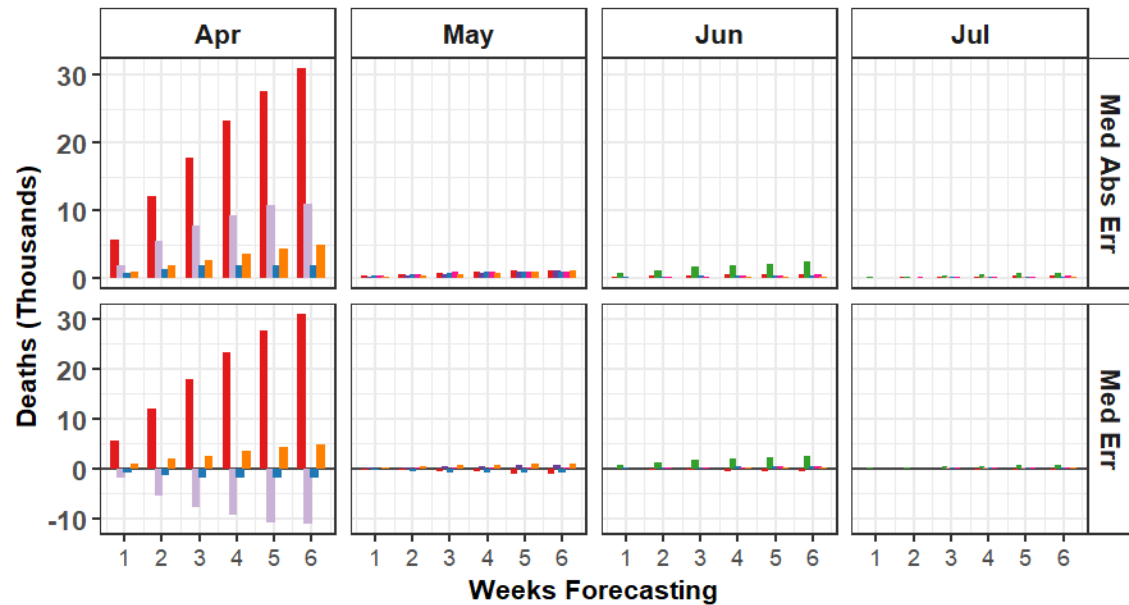 Apr May Jun Jul
Deaths (Thousands)
30
20
10
0
Med Abs Err
30
20
10
0
-10
Med Err
1 2 3 4 5 6 1 2 3 4 5 6 1 2 3 4 5 6 1 2 3 4 5 6
Weeks Forecasting